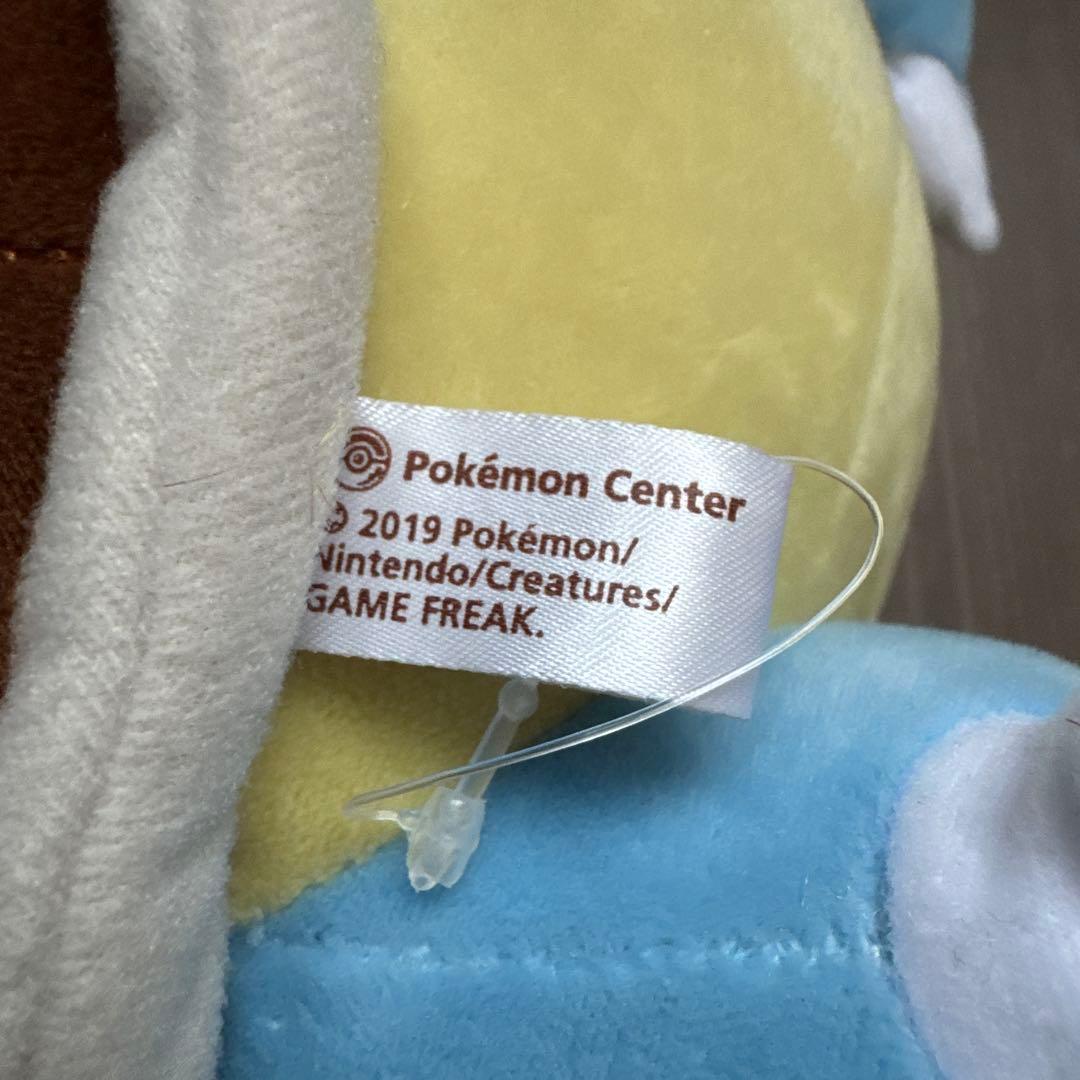 Pokémon Center
© 2019 Pokémon/
Nintendo/Creatures/
GAME FREAK.